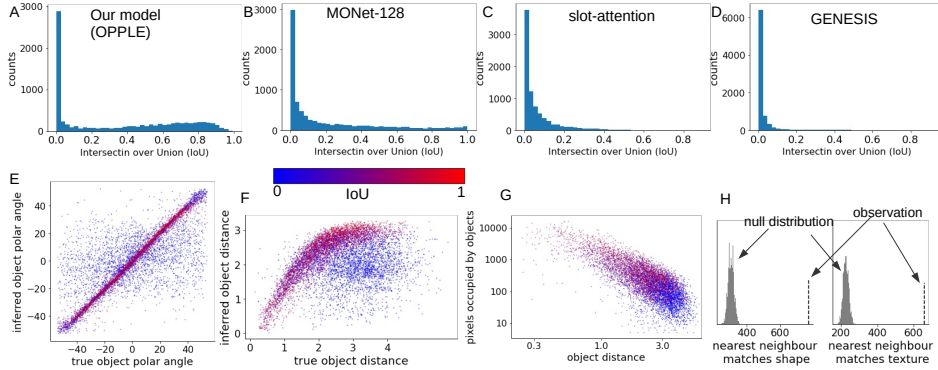 A
Our model
(OPPLE)
3000
2000
1000
0
counts
0.0 0.2 0.4 0.6 0.8 1.0
Intersectin over Union (IoU)
B
MONet-128
3000
2000
1000
0
counts
0.0 0.2 0.4 0.6 0.8 1.0
Intersectin over Union (IoU)
C
slot-attention
3000
2000
1000
0
counts
0.0 0.2 0.4 0.6 0.8
Intersectin over Union (IoU)
D
GENESIS
6000
4000
2000
0
counts
0.0 0.2 0.4 0.6 0.8
Intersectin over Union (IoU)
0 IoU 1
E
inferred object polar angle
40
20
0
−20
−40
−40 −20 0 20 40
true object polar angle
F
inferred object distance
3
2
1
0
0 1 2 3 4
true object distance
G
pixels occupied by objects
10000
1000
100
10
0.3 1.0 3.0
object distance
H
null distribution
observation
400 600
nearest neighbour
matches shape
200 400 600
nearest neighbour
matches texture